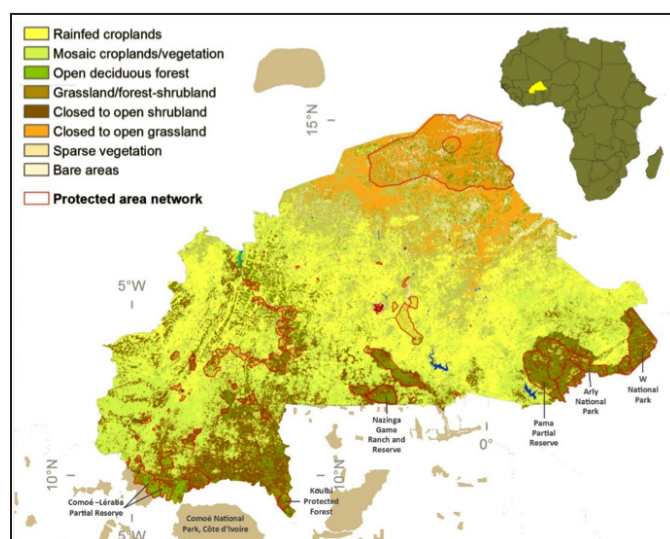 Rainfed croplands
Mosaic croplands/vegetation
Open deciduous forest
Grassland/forest-shrubland
Closed to open shrubland
Closed to open grassland
Sparse vegetation
Bare areas
Protected area network
15°N
5°W
W
National
Park
Arly
National
Park
Pama
Partial
Reserve
Nazinga
Game
Ranch and
Reserve
0°
10°N
10°N
Comoé –Léraba
Partial Reserve
Koulbi
Protected
Forest
Comoé National
Park, Côte d'Ivoire
5°W